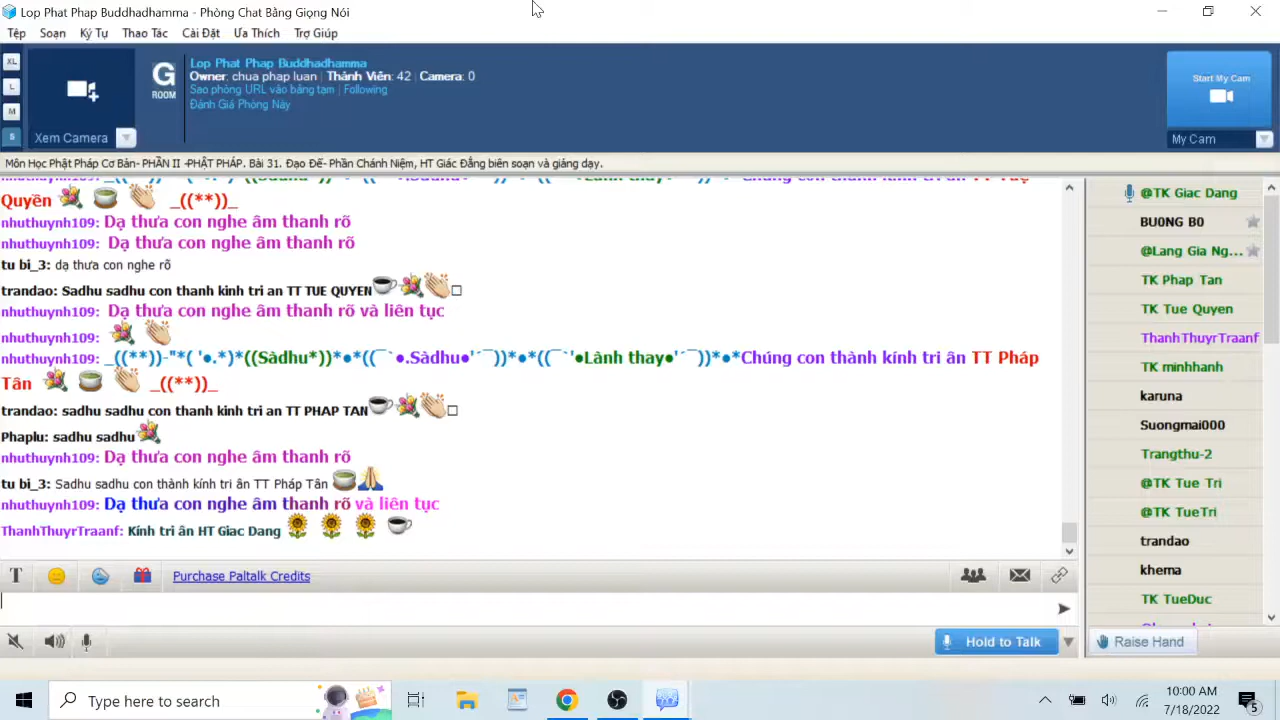 Lop Phat Phap Buddhadhamma - Phòng Chat Bằng Giọng Nói
Tệp Soạn Ký Tự Thao Tác Cài Đặt Ưa Thích Trợ Giúp
XL
L
M
S
Xem Camera
G
ROOM
Lop Phat Phap Buddhadhamma
Owner: chua phap luan | Thành Viên: 42 | Camera: 0
Sao phòng URL vào bảng tạm | Following
Đánh Giá Phòng Này
Start My Cam
My Cam
Môn Học Phật Pháp Cơ Bản- PHẦN II -PHẬT PHÁP. Bài 31. Đạo Đế- Phần Chánh Niệm, HT Giác Đẳng biên soạn và giảng dạy.
Quyền _((**))_
nhuthuynh109: Dạ thưa con nghe âm thanh rõ
nhuthuynh109: Dạ thưa con nghe âm thanh rõ
tu bi_3: dạ thưa con nghe rõ
trandao: Sadhu sadhu con thanh kinh tri an TT TUE QUYEN
nhuthuynh109: Dạ thưa con nghe âm thanh rõ và liên tục
nhuthuynh109:
nhuthuynh109: _((**))-"*( '●.*)*((Sàdhu*))*●*((¯`●.Sàdhu●'´¯))*●*((¯`'●Lành thay●'´¯))*●*Chúng con thành kính tri ân TT Pháp
Tân _((**))_
trandao: sadhu sadhu con thanh kinh tri an TT PHAP TAN
Phaplu: sadhu sadhu
nhuthuynh109: Dạ thưa con nghe âm thanh rõ
tu bi_3: Sadhu sadhu con thành kính tri ân TT Pháp Tân
nhuthuynh109: Dạ thưa con nghe âm thanh rõ và liên tục
ThanhThuyrTraanf: Kính tri ân HT Giac Dang
@TK Giac Dang
BU0NG B0
@Lang Gia Ng...
TK Phap Tan
TK Tue Quyen
ThanhThuyrTraanf
TK minhhanh
karuna
Suongmai000
Trangthu-2
@TK Tue Tri
@TK TueTri
trandao
khema
TK TueDuc
T
Purchase Paltalk Credits
Hold to Talk
Raise Hand
Type here to search
10:00 AM
7/18/2022
5